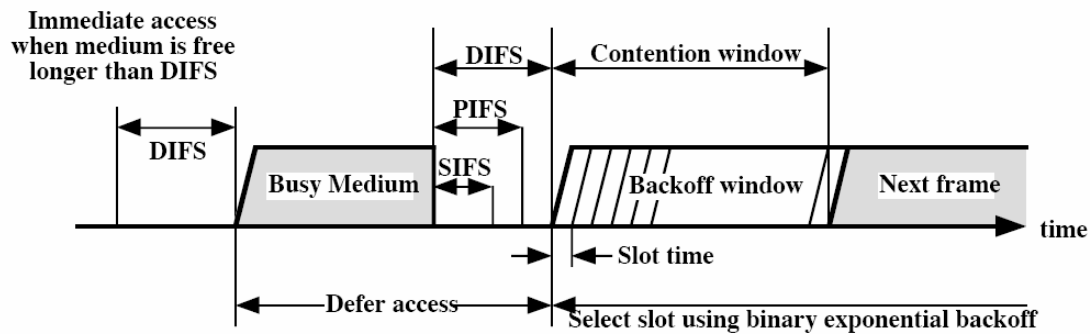 Immediate access
when medium is free
longer than DIFS
DIFS
Contention window
PIFS
DIFS
SIFS
Busy Medium
Backoff window
Next frame
time
Slot time
Defer access
Select slot using binary exponential backoff